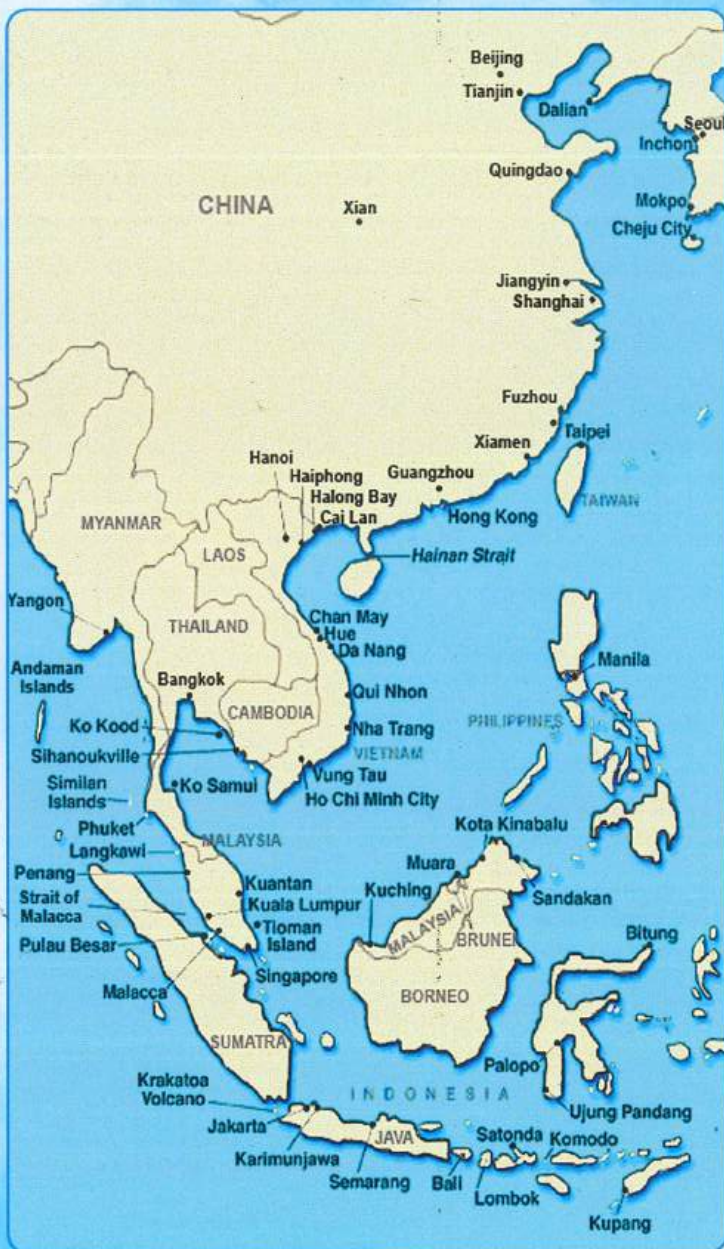 Beijing
Tianjin
Dalian
Seoul
Inchon
Quingdao
CHINA
Xian
Mokpo
Cheju City
Jiangyin
Shanghai
Fuzhou
Taipei
Xiamen
Hanoi
Haiphong
Guangzhou
Halong Bay
Cai Lan
TAIWAN
Hong Kong
MYANMAR
LAOS
Hainan Strait
Yangon
THAILAND
Chan May
Hue
Da Nang
Manila
Andaman
Islands
Bangkok
Qui Nhon
CAMBODIA
PHILIPPINES
Ko Kood
Nha Trang
Sihanoukville
VIETNAM
Vung Tau
Similan
Islands
Ko Samui
Ho Chi Minh City
Phuket
Kota Kinabalu
MALAYSIA
Langkawi
Muara
Penang
Kuantan
Kuching
Sandakan
Strait of
Malacca
Kuala Lumpur
MALAYSIA
Tioman
Island
BRUNEI
Pulau Besar
Bitung
Singapore
Malacca
BORNEO
SUMATRA
Palopo
Krakatoa
Volcano
INDONESIA
Ujung Pandang
Jakarta
JAVA
Satonda
Komodo
Karimunjawa
Semarang
Bali
Lombok
Kupang